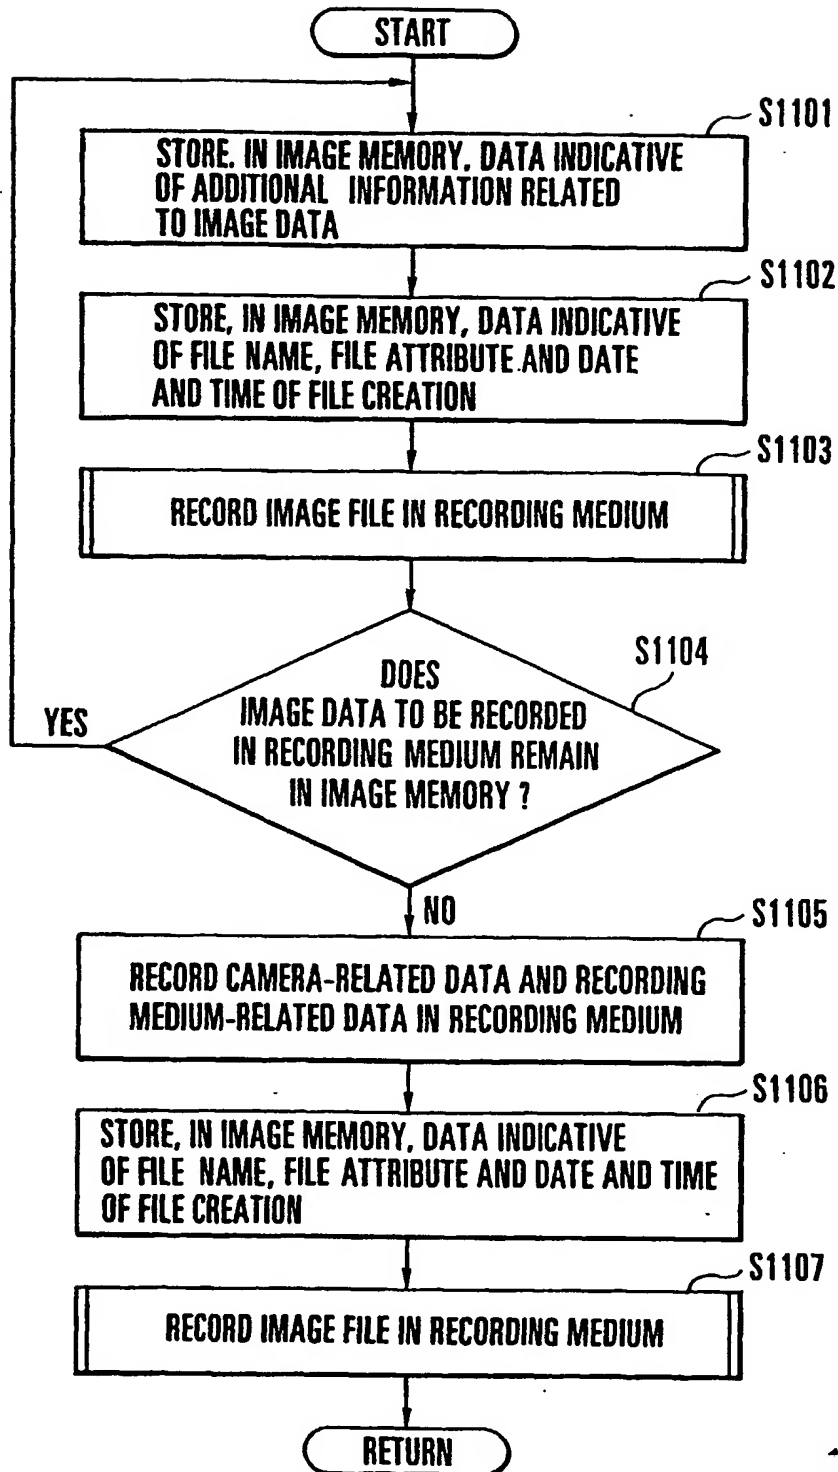 START
S1101
STORE. IN IMAGE MEMORY, DATA INDICATIVE
OF ADDITIONAL INFORMATION RELATED
TO IMAGE DATA
S1102
STORE, IN IMAGE MEMORY, DATA INDICATIVE
OF FILE NAME, FILE ATTRIBUTE AND DATE
AND TIME OF FILE CREATION
S1103
RECORD IMAGE FILE IN RECORDING MEDIUM
S1104
DOES
IMAGE DATA TO BE RECORDED
IN RECORDING MEDIUM REMAIN
IN IMAGE MEMORY ?
YES
NO
S1105
RECORD CAMERA-RELATED DATA AND RECORDING
MEDIUM-RELATED DATA IN RECORDING MEDIUM
S1106
STORE, IN IMAGE MEMORY, DATA INDICATIVE
OF FILE NAME, FILE ATTRIBUTE AND DATE AND TIME
OF FILE CREATION
S1107
RECORD IMAGE FILE IN RECORDING MEDIUM
RETURN